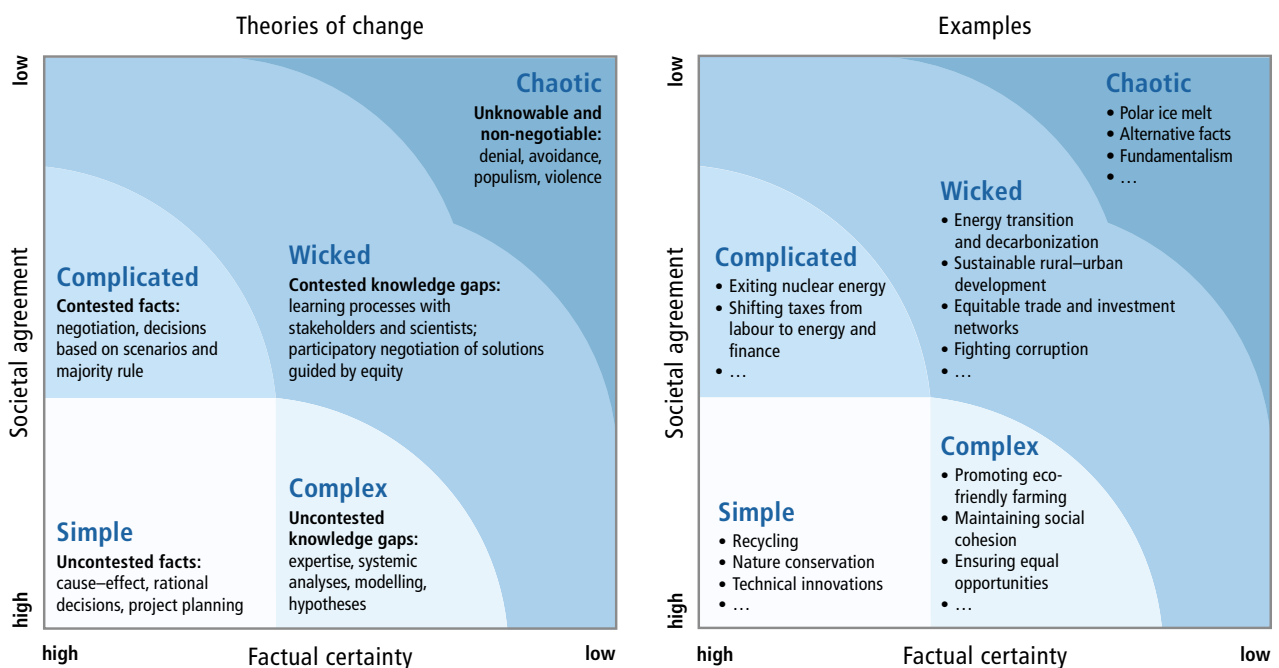 Theories of change
low
Societal agreement
high
Chaotic
Unknowable and
non-negotiable:
denial, avoidance,
populism, violence
Complicated
Contested facts:
negotiation, decisions
based on scenarios and
majority rule
Wicked
Contested knowledge gaps:
learning processes with
stakeholders and scientists;
participatory negotiation of solutions
guided by equity
Simple
Uncontested facts:
cause–effect, rational
decisions, project planning
Complex
Uncontested
knowledge gaps:
expertise, systemic
analyses, modelling,
hypotheses
high
Factual certainty
low
Examples
low
Societal agreement
high
Chaotic
• Polar ice melt
• Alternative facts
• Fundamentalism
• …
Complicated
• Exiting nuclear energy
• Shifting taxes from
labour to energy and
finance
• …
Wicked
• Energy transition
and decarbonization
• Sustainable rural–urban
development
• Equitable trade and investment
networks
• Fighting corruption
• …
Simple
• Recycling
• Nature conservation
• Technical innovations
• …
Complex
• Promoting eco-
friendly farming
• Maintaining social
cohesion
• Ensuring equal
opportunities
• …
high
Factual certainty
low